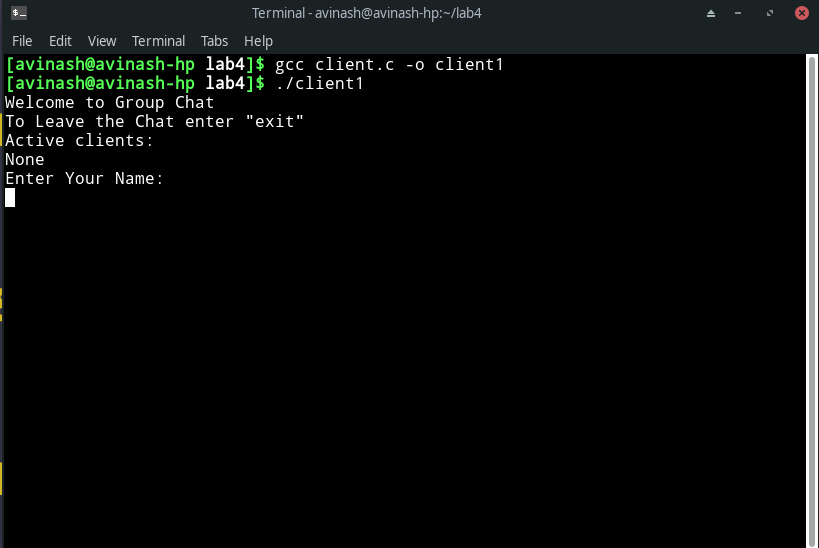 Terminal - avinash@avinash-hp:~/lab4
File Edit View Terminal Tabs Help
[avinash@avinash-hp lab4]$ gcc client.c -o client1
[avinash@avinash-hp lab4]$ ./client1
Welcome to Group Chat
To Leave the Chat enter "exit"
Active clients:
None
Enter Your Name: